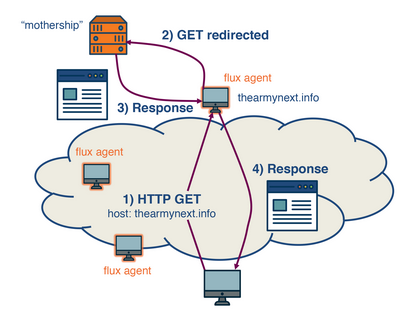 “mothership”
2) GET redirected
flux agent
thearmynext.info
3) Response
flux agent
4) Response
1) HTTP GET
host: thearmynext.info
flux agent